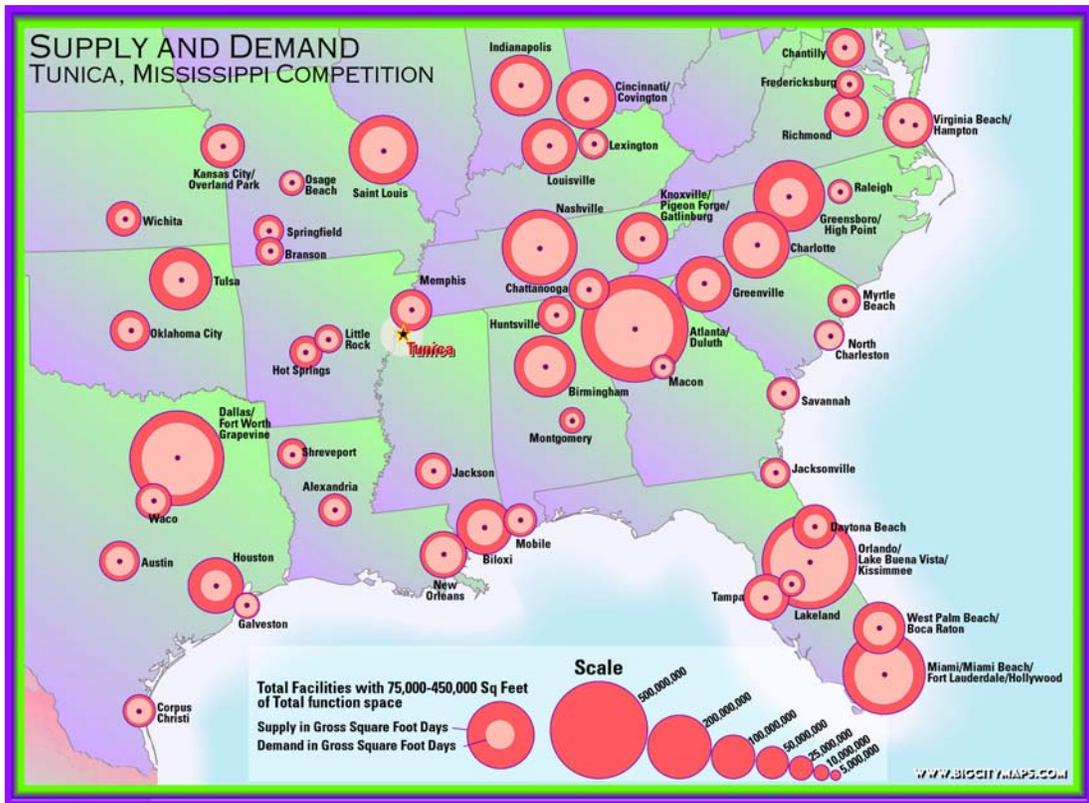 SUPPLY AND DEMAND
TUNICA, MISSISSIPPI COMPETITION
Indianapolis
Chantilly
Cincinnati/
Covington
Fredericksburg
Virginia Beach/
Hampton
Richmond
Lexington
Kansas City/
Overland Park
Osage
Beach
Saint Louis
Louisville
Knoxville/
Pigeon Forge/
Gatlinburg
Raleigh
Nashville
Greensboro/
High Point
Wichita
Springfield
Branson
Charlotte
Tulsa
Memphis
Chattanooga
Greenville
Myrtle
Beach
Oklahoma City
Little
Rock
Huntsville
Atlanta/
Duluth
North
Charleston
Tunica
Hot Springs
Macon
Birmingham
Savannah
Dallas/
Fort Worth
Grapevine
Montgomery
Shreveport
Jackson
Jacksonville
Alexandria
Waco
Daytona Beach
Mobile
Biloxi
Austin
Houston
Orlando/
Lake Buena Vista/
Kissimmee
New
Orleans
Tampa
Lakeland
Galveston
West Palm Beach/
Boca Raton
Miami/Miami Beach/
Fort Lauderdale/Hollywood
Corpus
Christi
Total Facilities with 75,000-450,000 Sq Feet
of Total function space
Supply in Gross Square Foot Days
Demand in Gross Square Foot Days
Scale
500,000,000
200,000,000
100,000,000
50,000,000
25,000,000
10,000,000
5,000,000
WWW.BIGCITYMAPS.COM